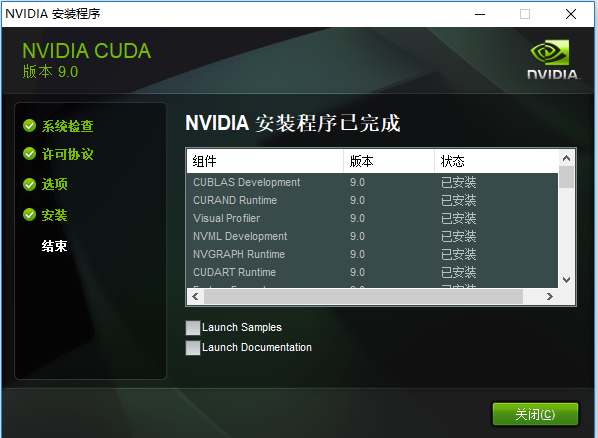 NVIDIA 安装程序
NVIDIA CUDA
版本 9.0
NVIDIA.
系统检查
许可协议
选项
安装
结束
NVIDIA 安装程序已完成
组件 版本 状态
CUBLAS Development 9.0 已安装
CURAND Runtime 9.0 已安装
Visual Profiler 9.0 已安装
NVML Development 9.0 已安装
NVGRAPH Runtime 9.0 已安装
CUDART Runtime 9.0 已安装
Launch Samples
Launch Documentation
关闭(C)